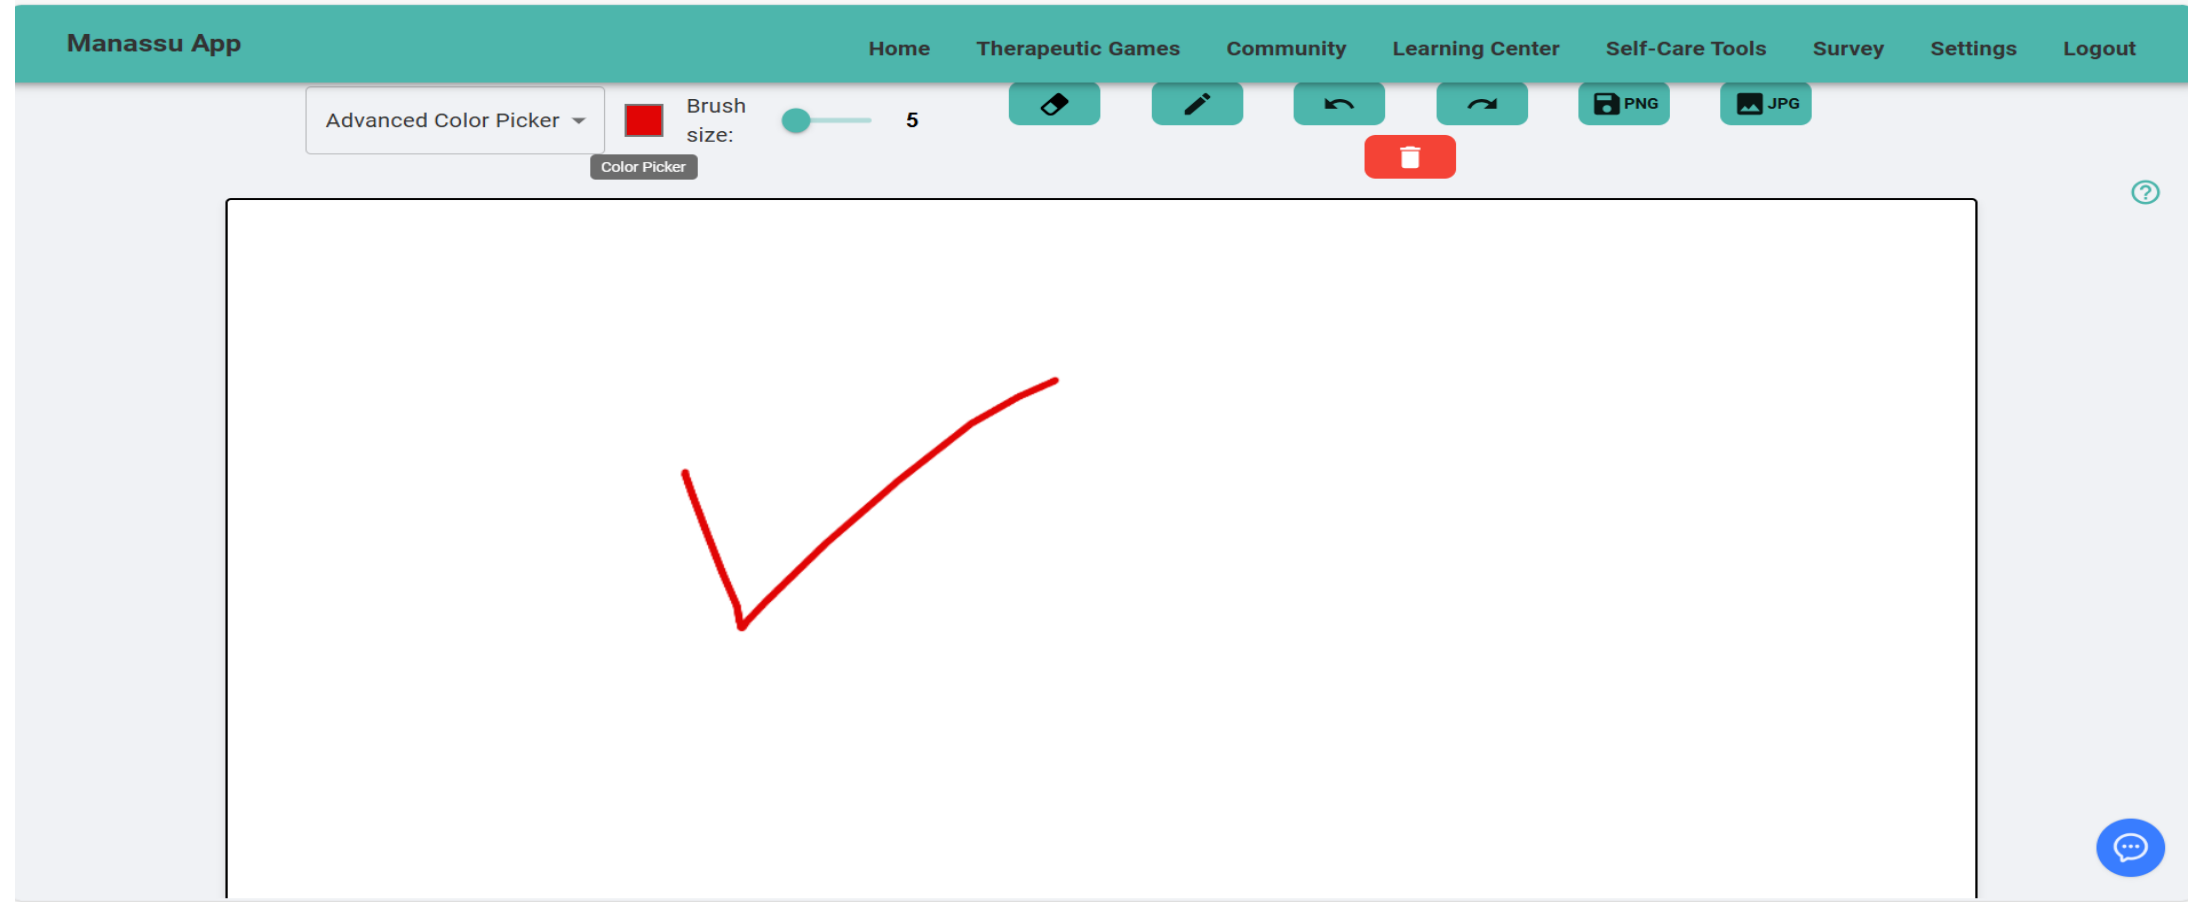 Manassu App
Home Therapeutic Games Community Learning Center Self-Care Tools Survey Settings Logout
Advanced Color Picker
Brush
size:
5
PNG
JPG
Color Picker